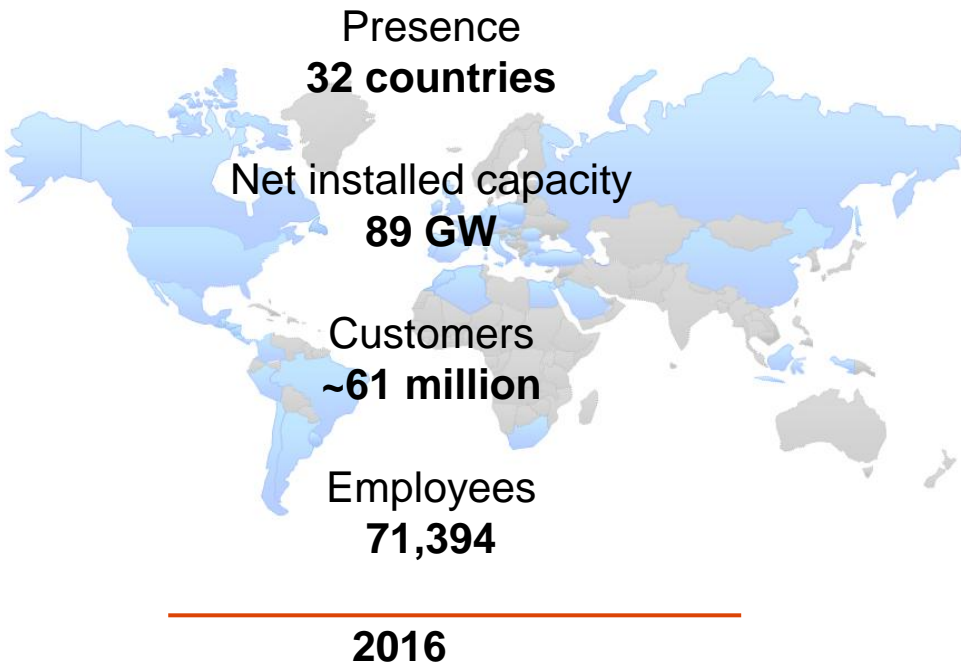 Presence
32 countries
Net installed capacity
89 GW
Customers
~61 million
Employees
71,394
2016